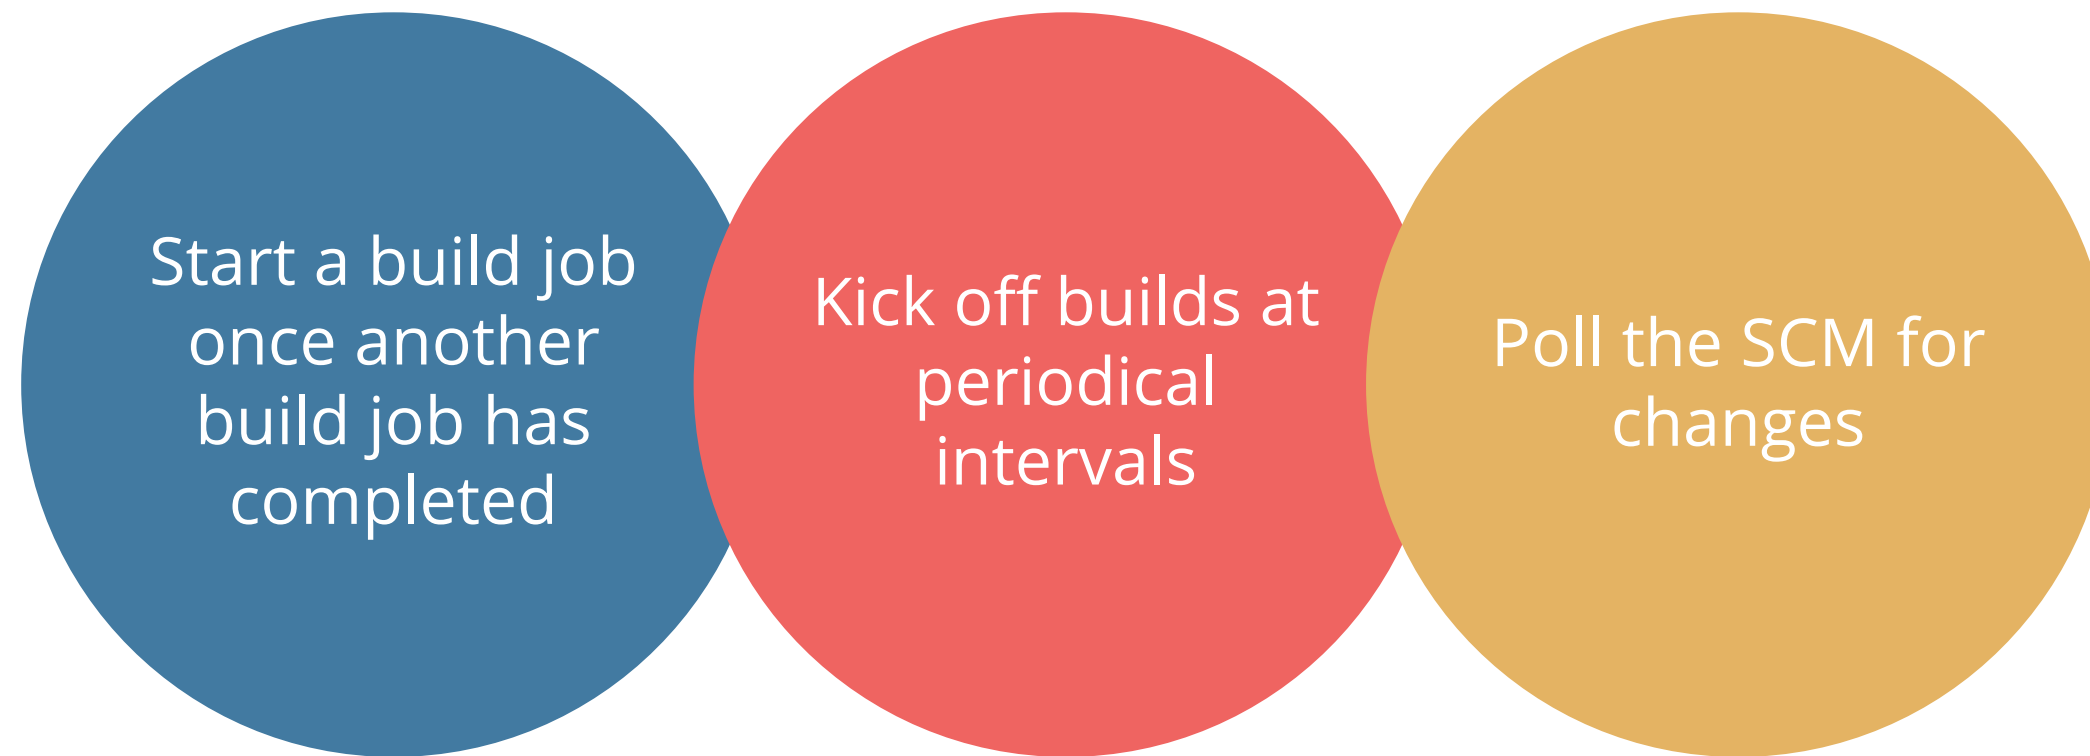 Start a build job
once another
build job has
completed
Kick off builds at
periodical
intervals
Poll the SCM for
changes